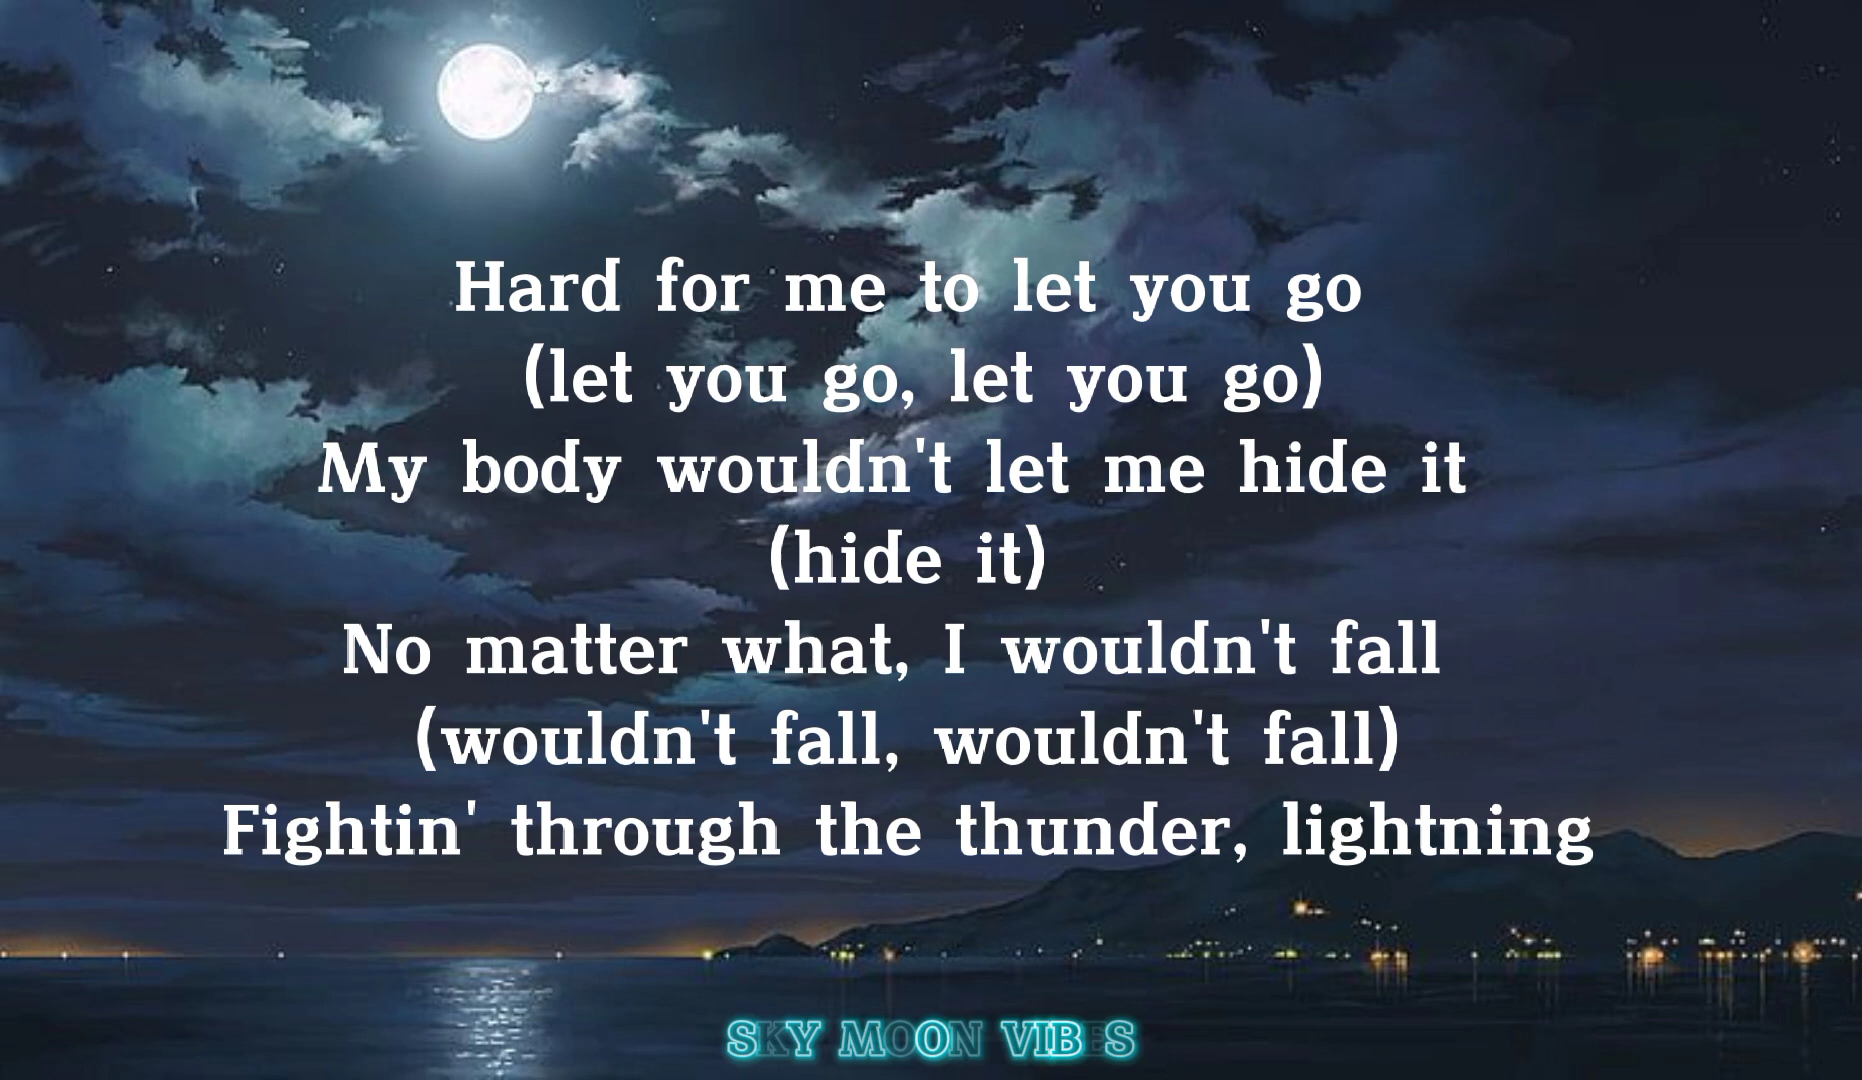 Hard for me to let you go
(let you go, let you go)
My body wouldn't let me hide it
(hide it)
No matter what, I wouldn't fall
(wouldn't fall, wouldn't fall)
Fightin' through the thunder, lightning
SKY MOON VIBES